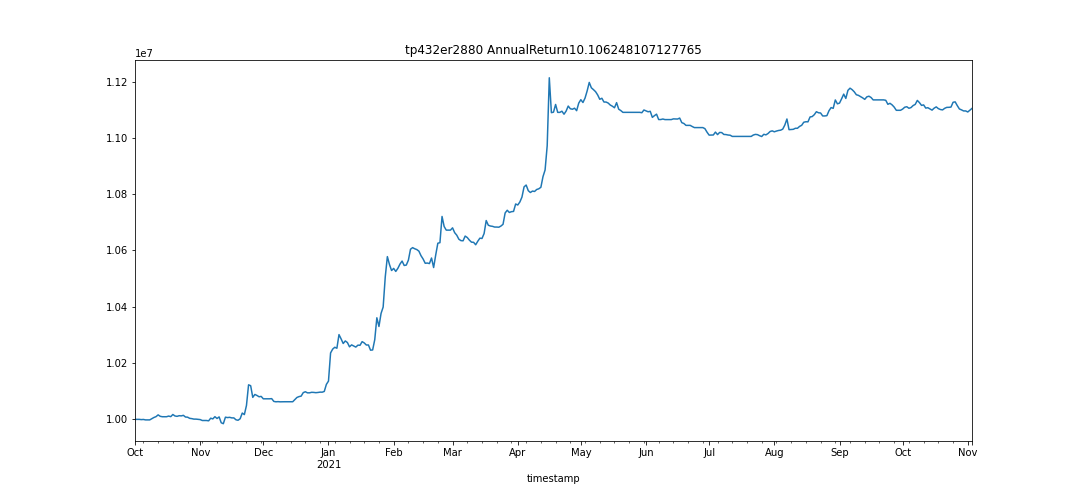 tp432er2880 AnnualReturn10.106248107127765
1e7
1.12
1.10
1.08
1.06
1.04
1.02
1.00
Oct Nov Dec Jan Feb Mar Apr May Jun Jul Aug Sep Oct Nov
2021
timestamp